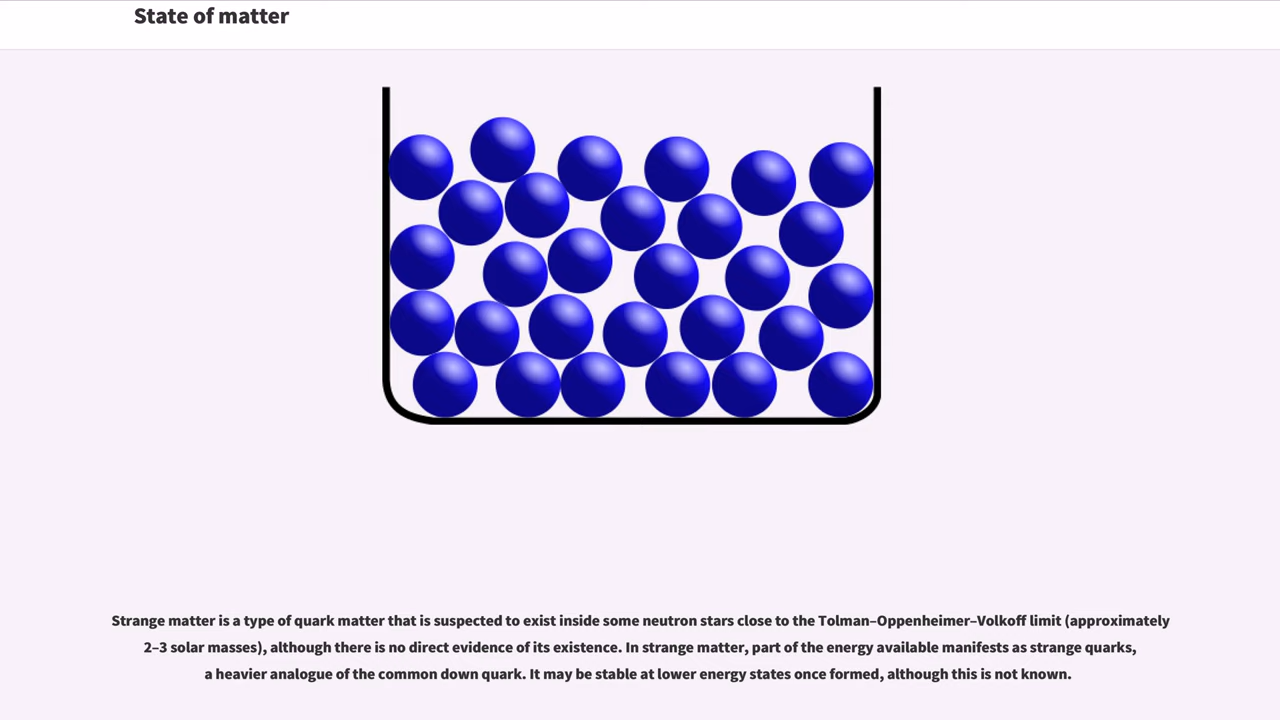 State of matter
Strange matter is a type of quark matter that is suspected to exist inside some neutron stars close to the Tolman–Oppenheimer–Volkoff limit (approximately
2–3 solar masses), although there is no direct evidence of its existence. In strange matter, part of the energy available manifests as strange quarks,
a heavier analogue of the common down quark. It may be stable at lower energy states once formed, although this is not known.